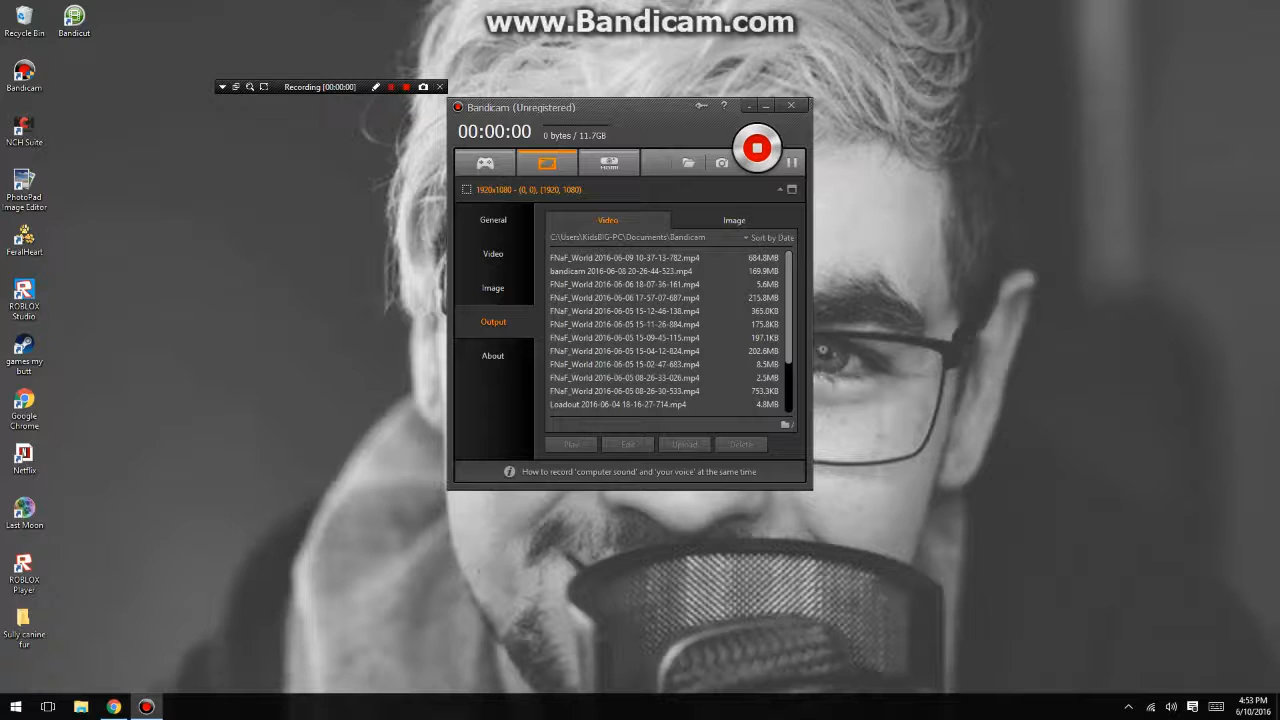 www.Bandicam.com
Recycle Bin
Bandicut
Bandicam
NCH Suite
PhotoPad
Image Editor
FeralHeart
ROBLOX
Studio
games my
butt
Google
Chrome
Netflix
Last Moon
ROBLOX
Player
Sully canine
fur
Recording [00:00:00]
Bandicam (Unregistered)
?
00:00:00
0 bytes / 11.7GB
HDMI
1920x1080 - (0, 0), (1920, 1080)
General
Video
Image
Output
About
Video
Image
C:\Users\KidsBIG-PC\Documents\Bandicam
Sort by Date
FNaF_World 2016-06-09 10-37-13-782.mp4 684.8MB
bandicam 2016-06-08 20-26-44-523.mp4 169.9MB
FNaF_World 2016-06-06 18-07-36-161.mp4 5.6MB
FNaF_World 2016-06-06 17-57-07-687.mp4 215.8MB
FNaF_World 2016-06-05 15-12-46-138.mp4 365.0KB
FNaF_World 2016-06-05 15-11-26-884.mp4 175.8KB
FNaF_World 2016-06-05 15-09-45-115.mp4 197.1KB
FNaF_World 2016-06-05 15-04-12-824.mp4 202.6MB
FNaF_World 2016-06-05 15-02-47-683.mp4 8.5MB
FNaF_World 2016-06-05 08-26-33-026.mp4 2.5MB
FNaF_World 2016-06-05 08-26-30-533.mp4 753.3KB
Loadout 2016-06-04 18-16-27-714.mp4 4.8MB
Play Edit Upload Delete
How to record 'computer sound' and 'your voice' at the same time
4:53 PM
6/10/2016